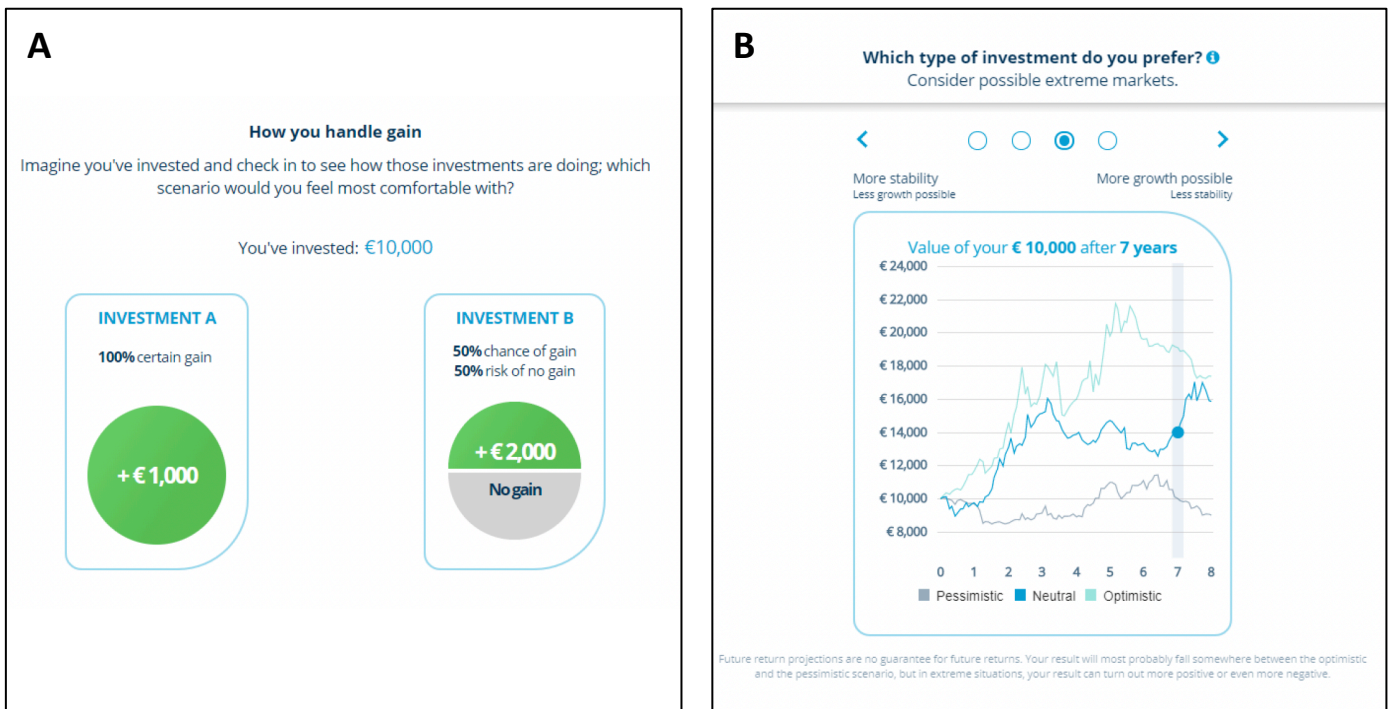 A
How you handle gain
Imagine you've invested and check in to see how those investments are doing; which
scenario would you feel most comfortable with?
You've invested: €10,000
INVESTMENT A
100% certain gain
+ € 1,000
INVESTMENT B
50% chance of gain
50% risk of no gain
+ € 2,000
No gain
B
Which type of investment do you prefer? i
Consider possible extreme markets.
More stability
Less growth possible
More growth possible
Less stability
Value of your € 10,000 after 7 years
€ 24,000
€ 22,000
€ 20,000
€ 18,000
€ 16,000
€ 14,000
€ 12,000
€ 10,000
€ 8,000
0 1 2 3 4 5 6 7 8
Pessimistic Neutral Optimistic
Future return projections are no guarantee for future returns. Your result will most probably fall somewhere between the optimistic
and the pessimistic scenario, but in extreme situations, your result can turn out more positive or even more negative.